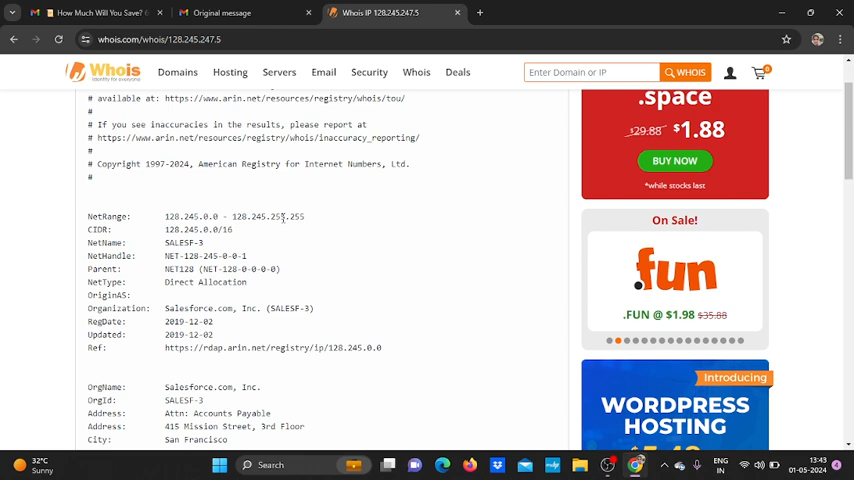 How Much Will You Save?
Original message
Whois IP 128.245.247.5
whois.com/whois/128.245.247.5
Whois
Identity for everyone
Domains
Hosting
Servers
Email
Security
Whois
Deals
Enter Domain or IP
WHOIS
0
# available at: https://www.arin.net/resources/registry/whois/tou/
#
# If you see inaccuracies in the results, please report at
# https://www.arin.net/resources/registry/whois/inaccuracy_reporting/
#
# Copyright 1997-2024, American Registry for Internet Numbers, Ltd.
#
NetRange: 128.245.0.0 - 128.245.255.255
CIDR: 128.245.0.0/16
NetName: SALESF-3
NetHandle: NET-128-245-0-0-1
Parent: NET128 (NET-128-0-0-0-0)
NetType: Direct Allocation
OriginAS:
Organization: Salesforce.com, Inc. (SALESF-3)
RegDate: 2019-12-02
Updated: 2019-12-02
Ref: https://rdap.arin.net/registry/ip/128.245.0.0
OrgName: Salesforce.com, Inc.
OrgId: SALESF-3
Address: Attn: Accounts Payable
Address: 415 Mission Street, 3rd Floor
City: San Francisco
.space
$29.88 $1.88
BUY NOW
*while stocks last
On Sale!
.fun
.FUN @ $1.98 $35.88
Introducing
WORDPRESS
HOSTING
32°C
Sunny
Search
ENG
IN
13:43
01-05-2024
4